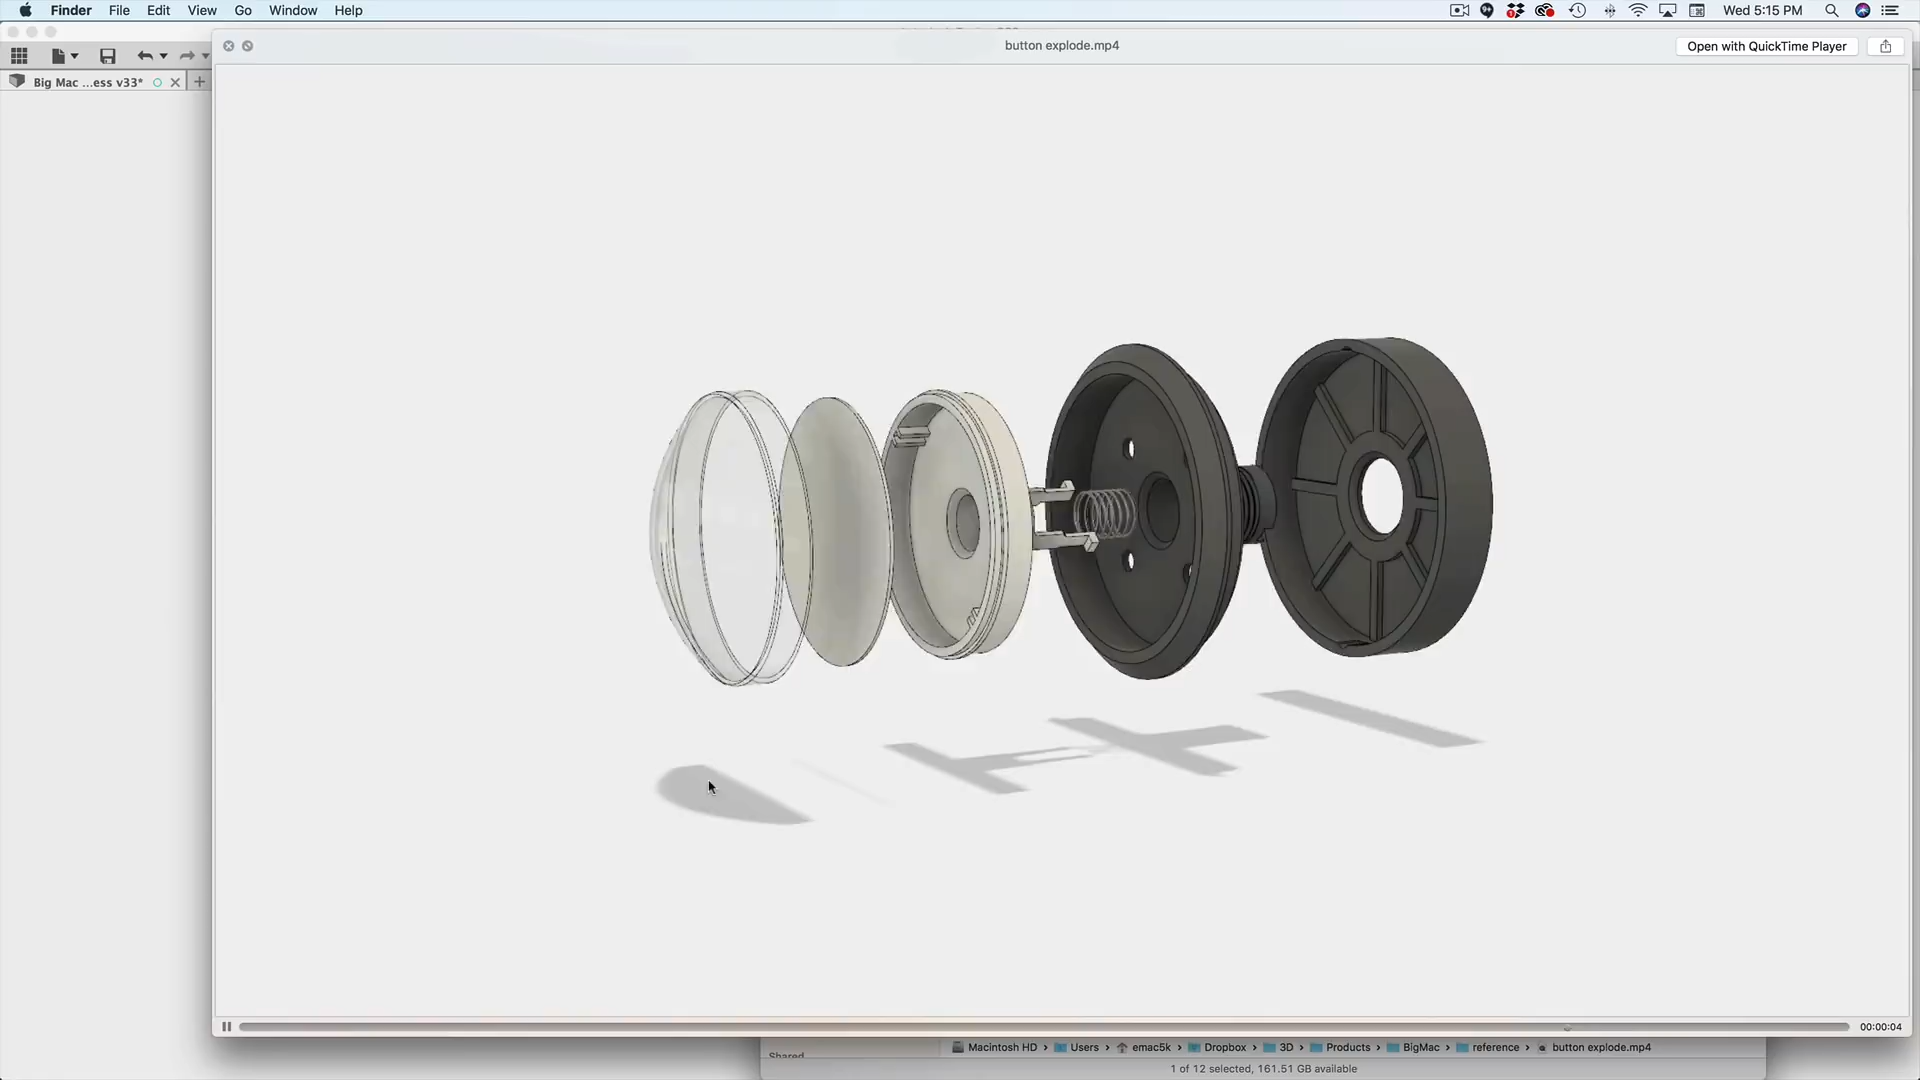 Finder File Edit View Go Window Help
Wed 5:15 PM
button explode.mp4
Open with QuickTime Player
Big Mac ...ess v33*
00:00:04
Macintosh HD › Users › emac5k › Dropbox › 3D › Products › BigMac › reference › button explode.mp4
Shared
1 of 12 selected, 161.51 GB available